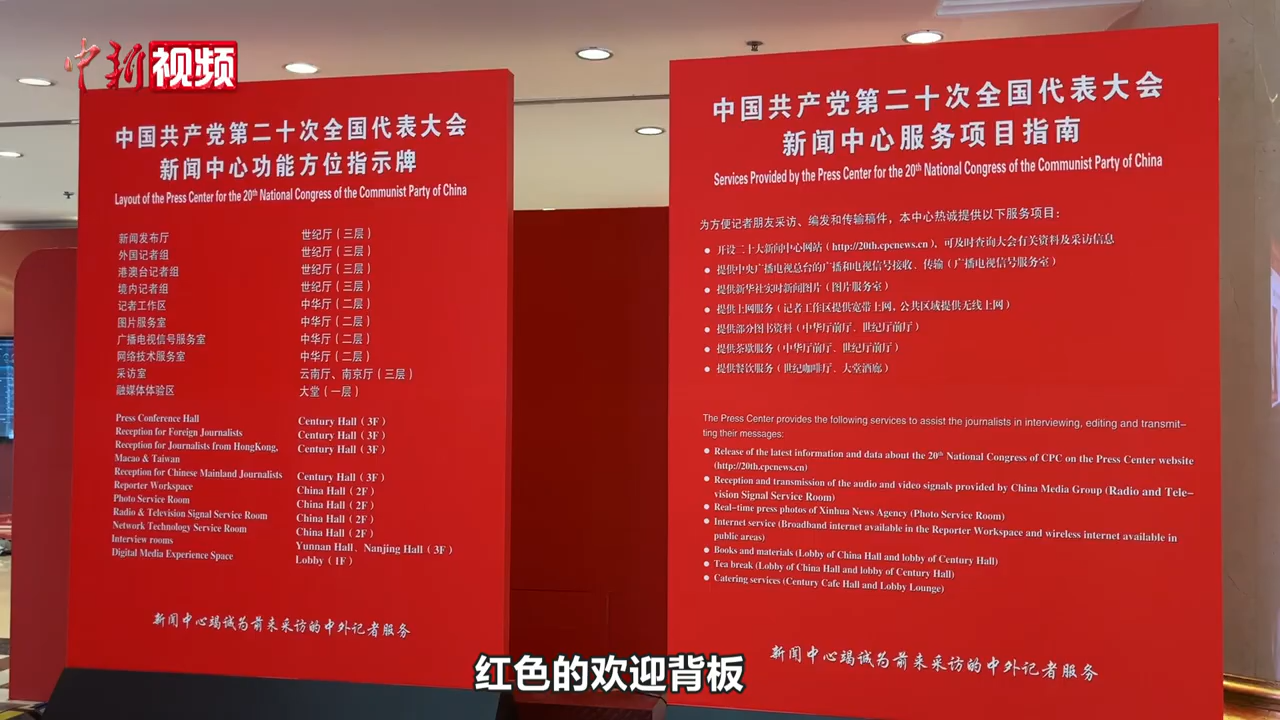 中新视频
中国共产党第二十次全国代表大会
新闻中心功能方位指示牌
Layout of the Press Center for the 20th National Congress of the Communist Party of China
新闻发布厅 世纪厅（三层）
外国记者组 世纪厅（三层）
港澳台记者组 世纪厅（三层）
境内记者组 世纪厅（三层）
记者工作区 中华厅（二层）
图片服务室 中华厅（二层）
广播电视信号服务室 中华厅（二层）
网络技术服务室 中华厅（二层）
采访室 云南厅、南京厅（三层）
融媒体体验区 大堂（一层）
Press Conference Hall Century Hall（3F）
Reception for Foreign Journalists Century Hall（3F）
Reception for Journalists from HongKong, Century Hall（3F）
Macao & Taiwan
Reception for Chinese Mainland Journalists Century Hall（3F）
Reporter Workspace China Hall（2F）
Photo Service Room China Hall（2F）
Radio & Television Signal Service Room China Hall（2F）
Network Technology Service Room China Hall（2F）
Interview rooms Yunnan Hall、Nanjing Hall（3F）
Digital Media Experience Space Lobby（1F）
新闻中心竭诚为前来采访的中外记者服务
中国共产党第二十次全国代表大会
新闻中心服务项目指南
Services Provided by the Press Center for the 20th National Congress of the Communist Party of China
为方便记者朋友采访、编发和传输稿件，本中心热诚提供以下服务项目：
● 开设二十大新闻中心网站（http://20th.cpcnews.cn），可及时查询大会有关资料及采访信息
● 提供中央广播电视总台的广播和电视信号接收、传输（广播电视信号服务室）
● 提供新华社实时新闻图片（图片服务室）
● 提供上网服务（记者工作区提供宽带上网，公共区域提供无线上网）
● 提供部分图书资料（中华厅前厅、世纪厅前厅）
● 提供茶歇服务（中华厅前厅、世纪厅前厅）
● 提供餐饮服务（世纪咖啡厅、大堂酒廊）
The Press Center provides the following services to assist the journalists in interviewing, editing and transmit–
ting their messages:
● Release of the latest information and data about the 20th National Congress of CPC on the Press Center website
(http://20th.cpcnews.cn)
● Reception and transmission of the audio and video signals provided by China Media Group (Radio and Tele–
vision Signal Service Room)
● Real–time press photos of Xinhua News Agency (Photo Service Room)
● Internet service (Broadband internet available in the Reporter Workspace and wireless internet available in
public areas)
● Books and materials (Lobby of China Hall and lobby of Century Hall)
● Tea break (Lobby of China Hall and lobby of Century Hall)
● Catering services (Century Cafe Hall and Lobby Lounge)
新闻中心竭诚为前来采访的中外记者服务
红色的欢迎背板